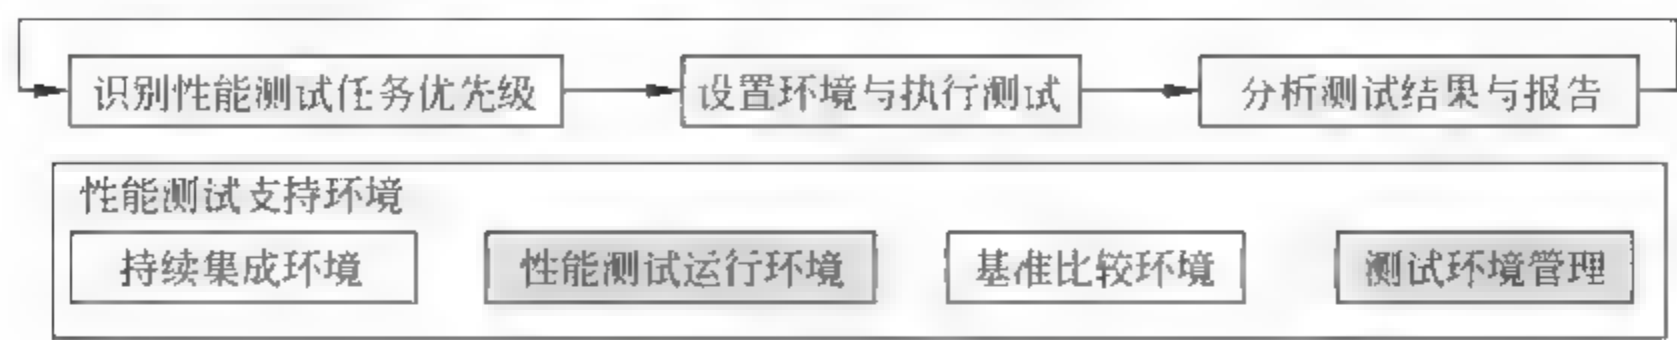 识别性能测试任务优先级
设置环境与执行测试
分析测试结果与报告
性能测试支持环境
持续集成环境
性能测试运行环境
基准比较环境
测试环境管理